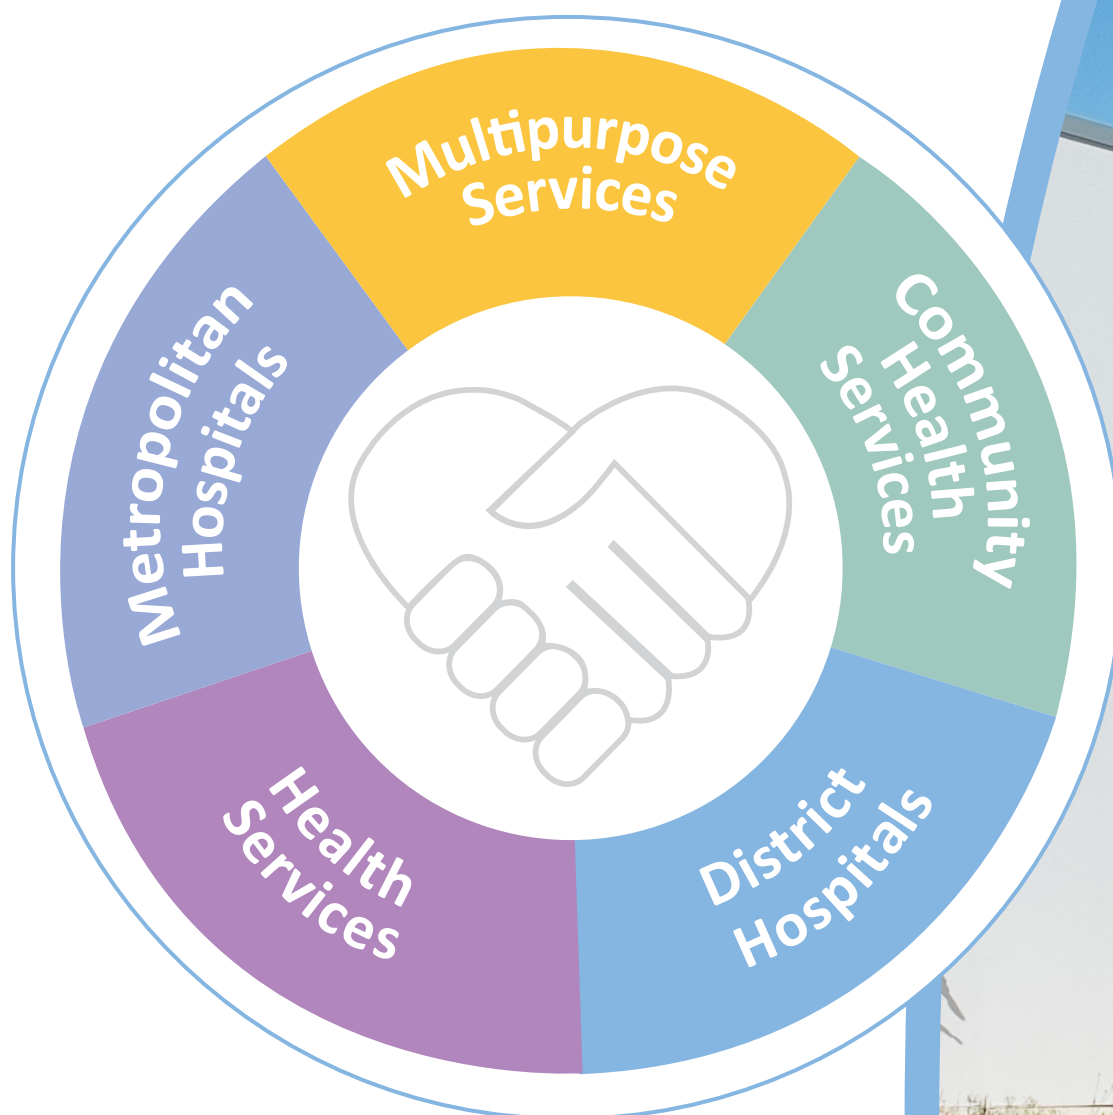 Multipurpose
Services
Community
Health
Services
District
Hospitals
Health
Services
Metropolitan
Hospitals